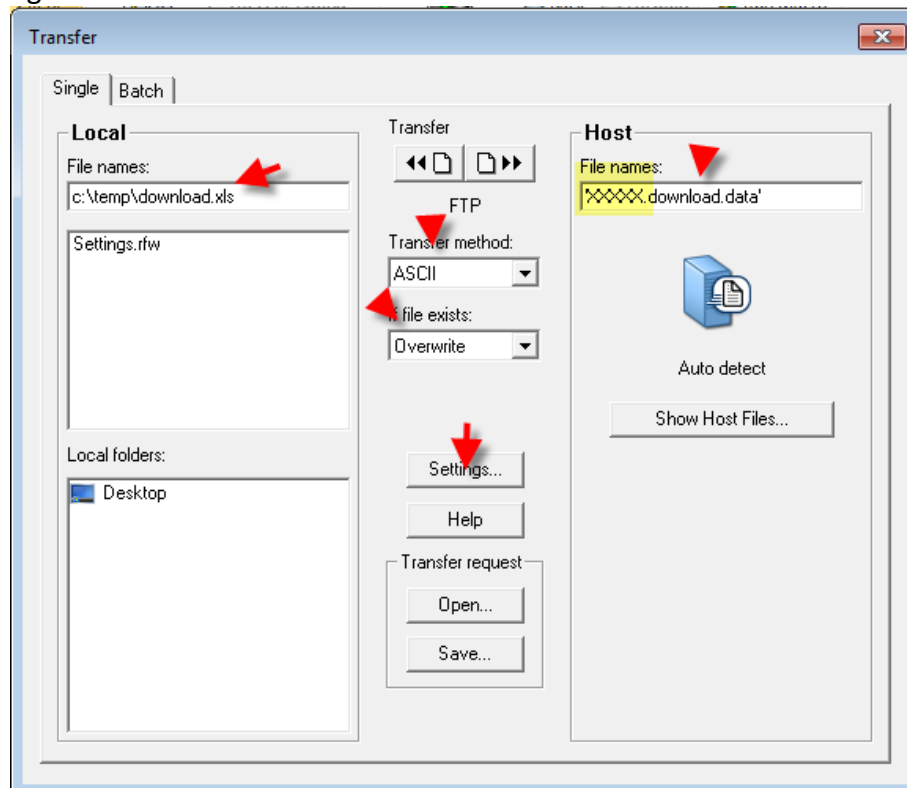 Transfer
Single
Batch
Local
File names:
c:\temp\download.xls
Settings.rfw
Local folders:
Desktop
Transfer
FTP
Transfer method:
ASCII
If file exists:
Overwrite
Settings...
Help
Transfer request
Open...
Save...
Host
File names:
'XXXXX.download.data'
Auto detect
Show Host Files...